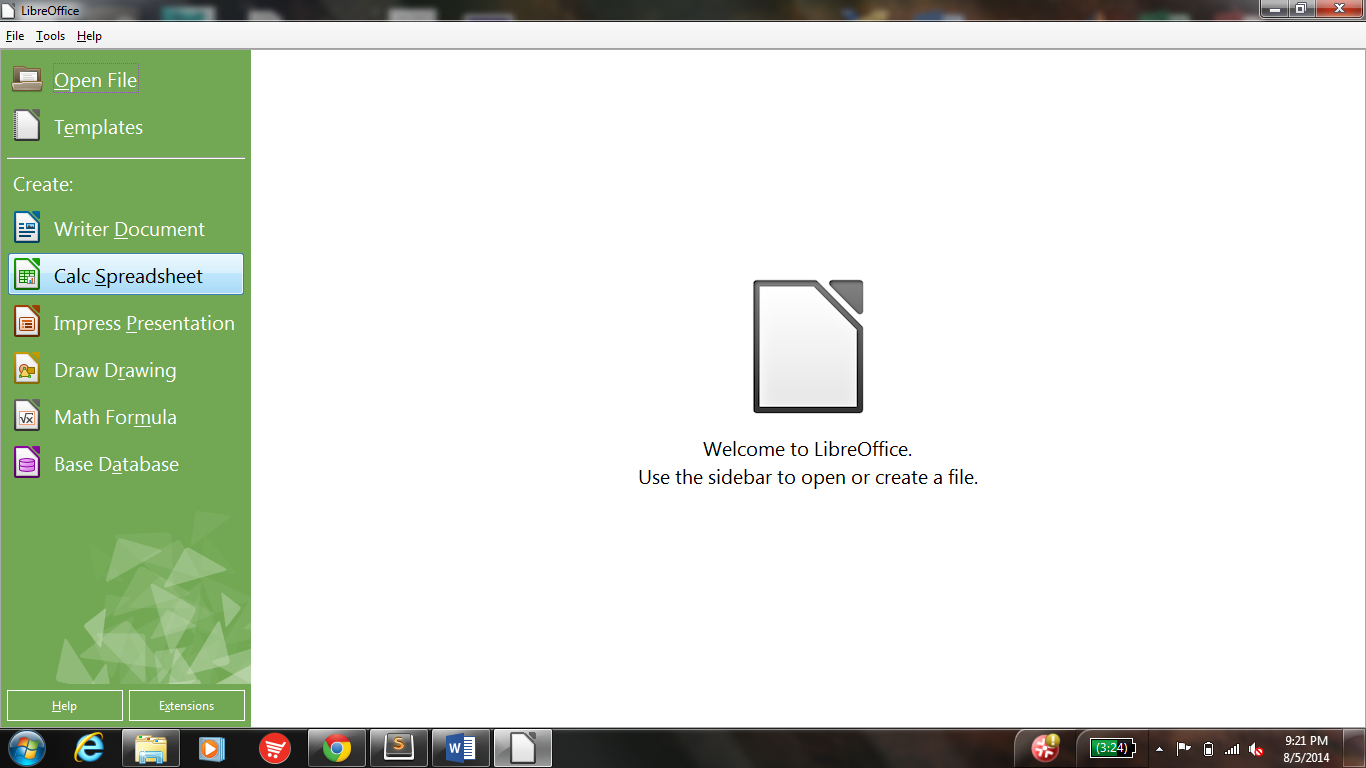 LibreOffice
File Tools Help
Open File
Templates
Create:
Writer Document
Calc Spreadsheet
Impress Presentation
Draw Drawing
Math Formula
Base Database
Welcome to LibreOffice.
Use the sidebar to open or create a file.
Help Extensions
(3:24)
9:21 PM
8/5/2014